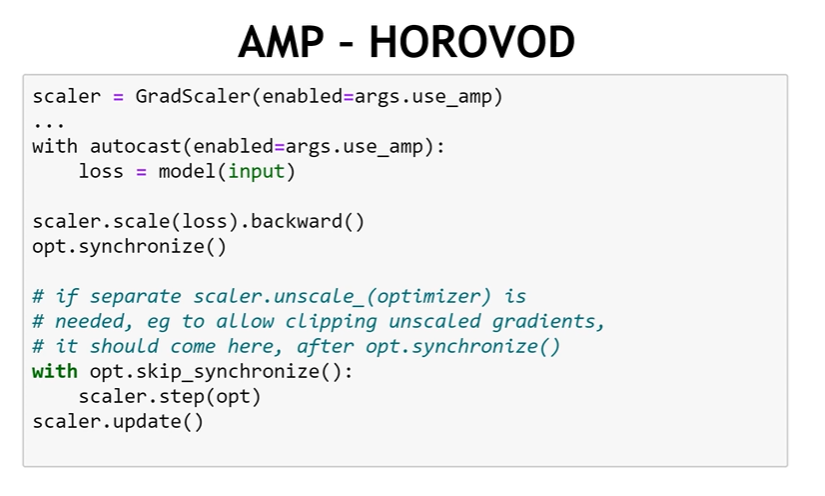 AMP – HOROVOD
scaler = GradScaler(enabled=args.use_amp)
...
with autocast(enabled=args.use_amp):
    loss = model(input)
scaler.scale(loss).backward()
opt.synchronize()
# if separate scaler.unscale_(optimizer) is
# needed, eg to allow clipping unscaled gradients,
# it should come here, after opt.synchronize()
with opt.skip_synchronize():
    scaler.step(opt)
scaler.update()